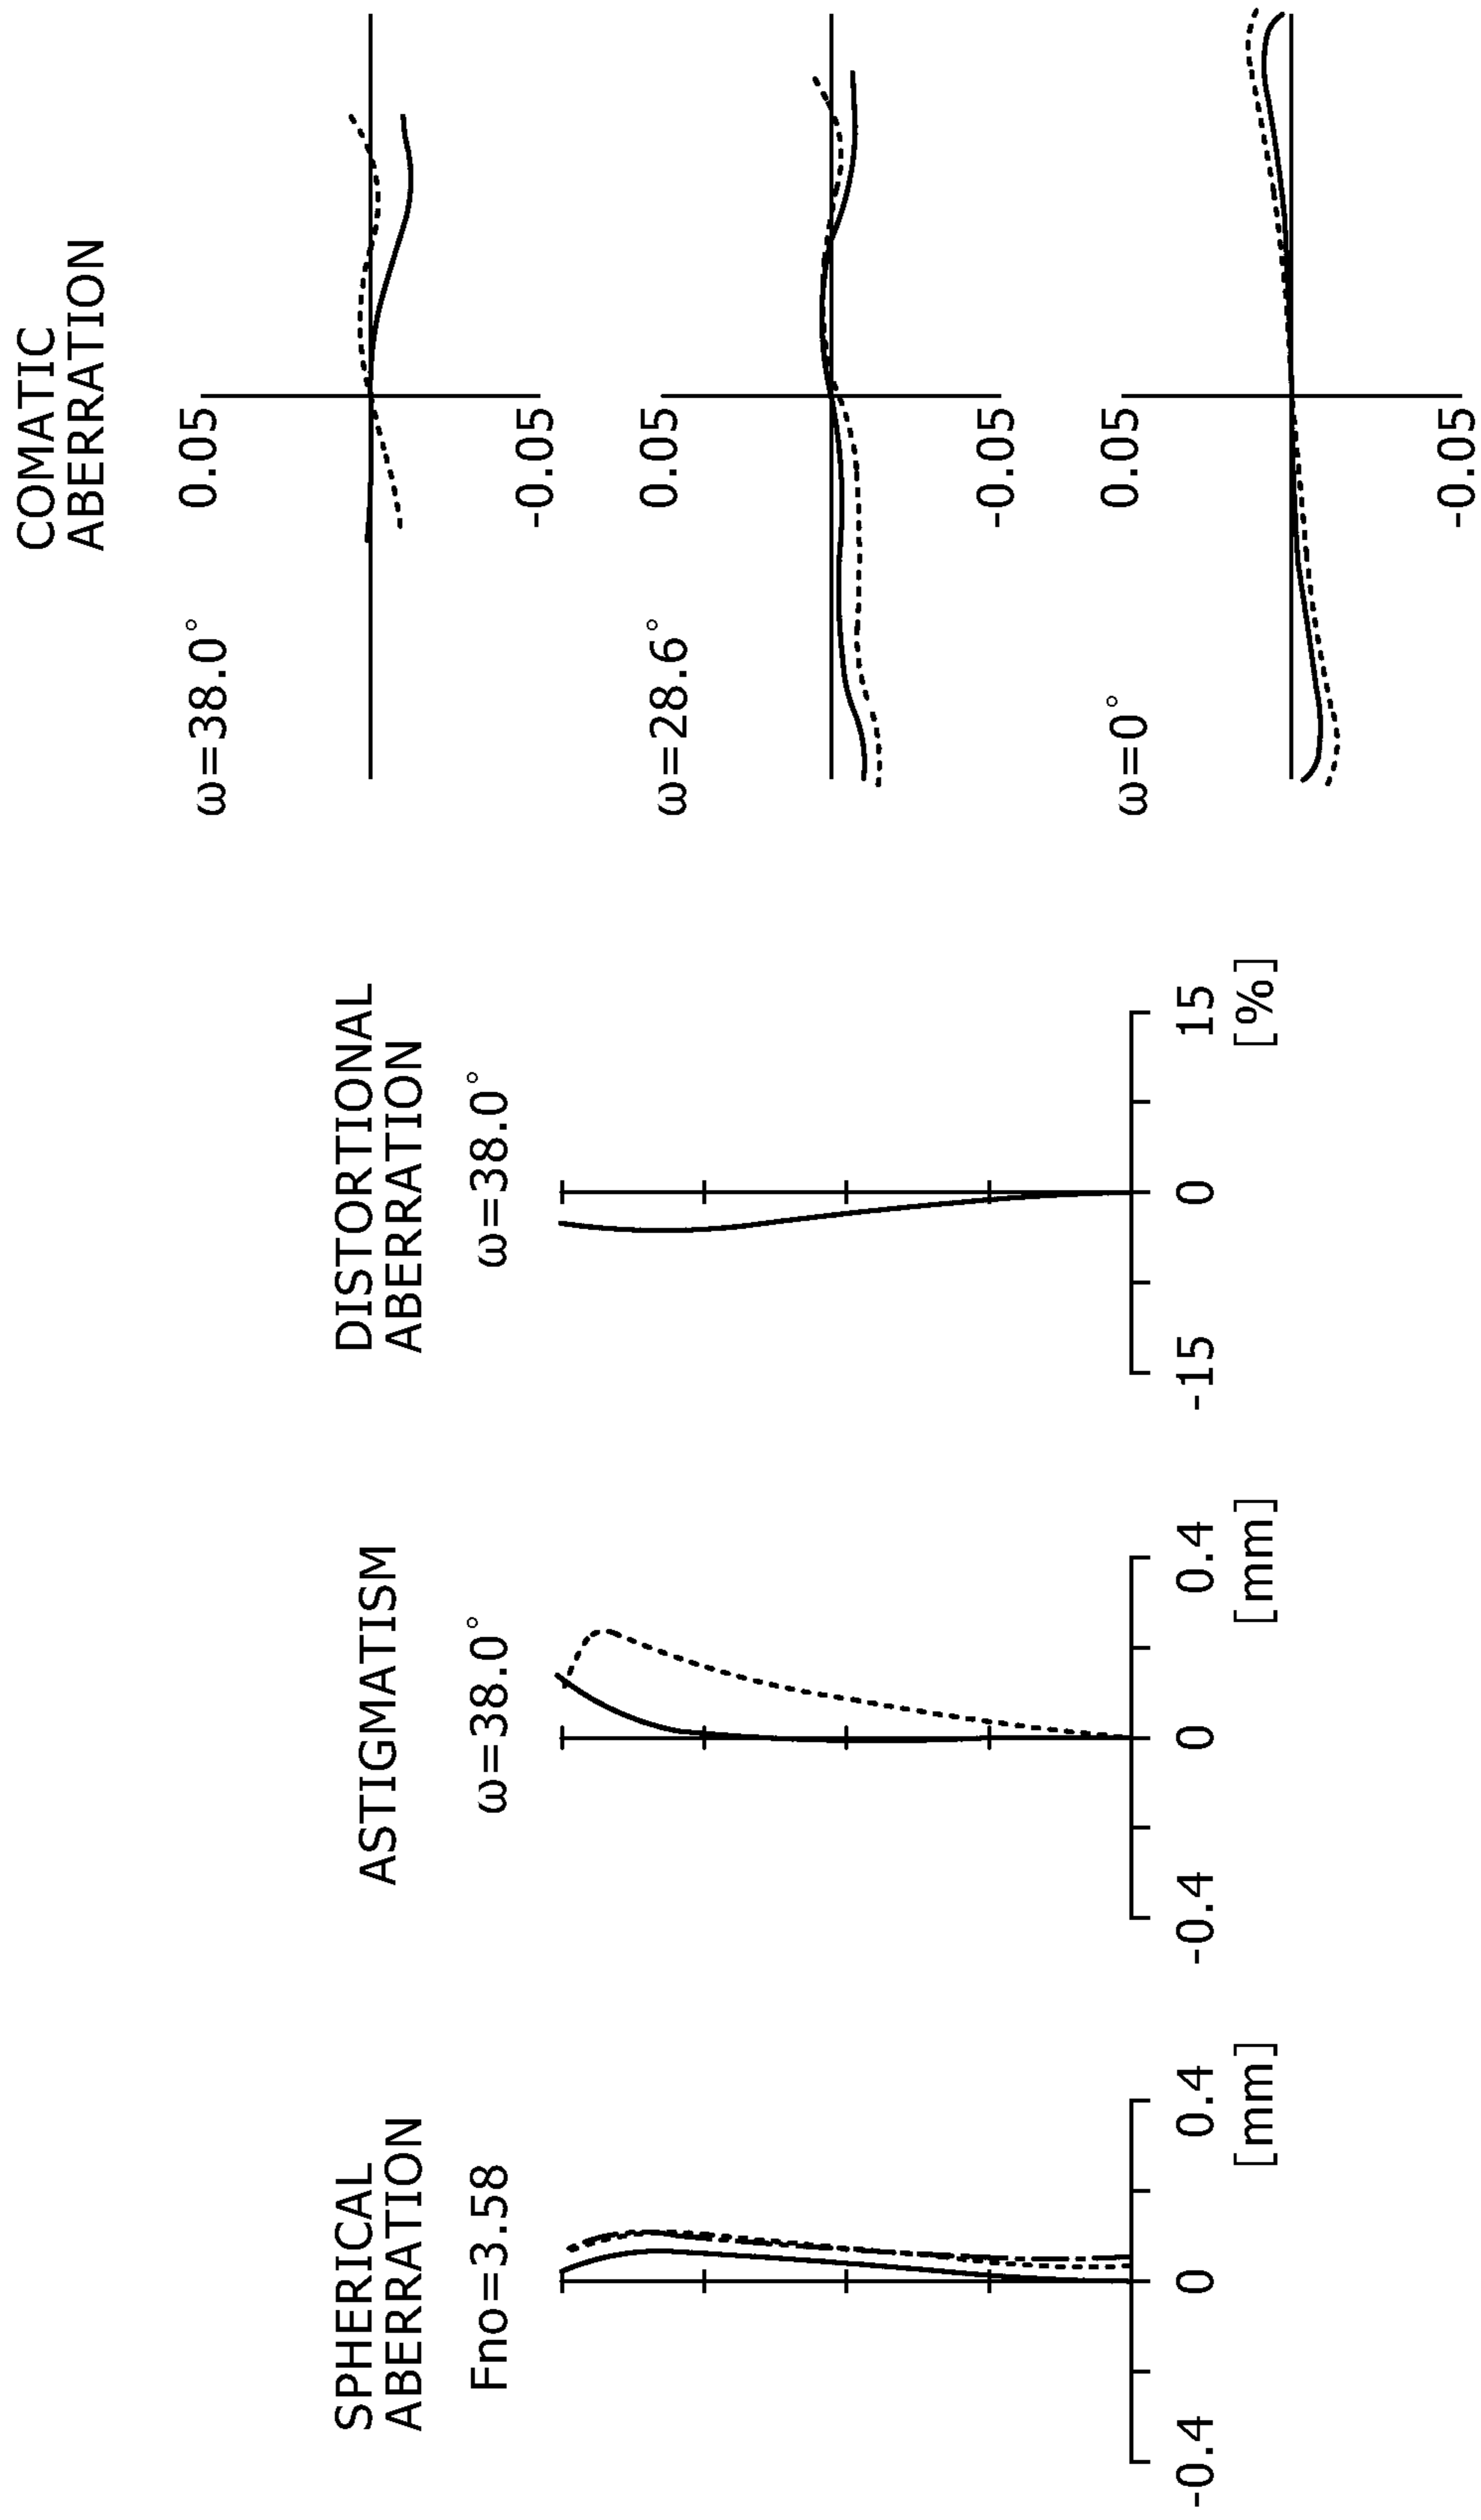 SPHERICAL
ABERRATION
Fno=3.58
-0.4
0
0.4
[mm]
ASTIGMATISM
ω=38.0°
-0.4
0
0.4
[mm]
DISTORTIONAL
ABERRATION
ω=38.0°
-15
0
15
[%]
COMATIC
ABERRATION
ω=38.0°
0.05
-0.05
ω=28.6°
0.05
-0.05
ω=0°
0.05
-0.05